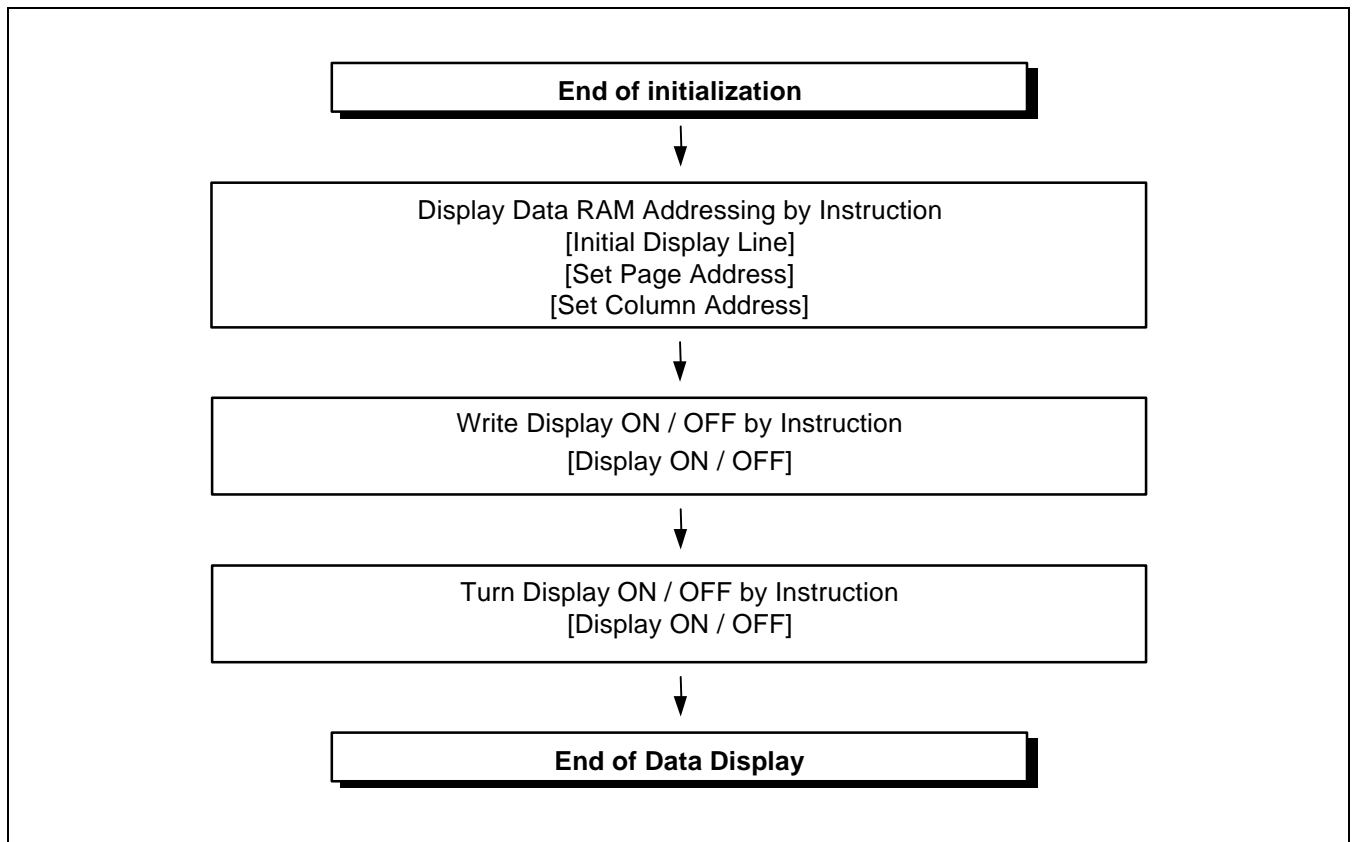 End of initialization
Display Data RAM Addressing by Instruction
[Initial Display Line]
[Set Page Address]
[Set Column Address]
Write Display ON / OFF by Instruction
[Display ON / OFF]
Turn Display ON / OFF by Instruction
[Display ON / OFF]
End of Data Display